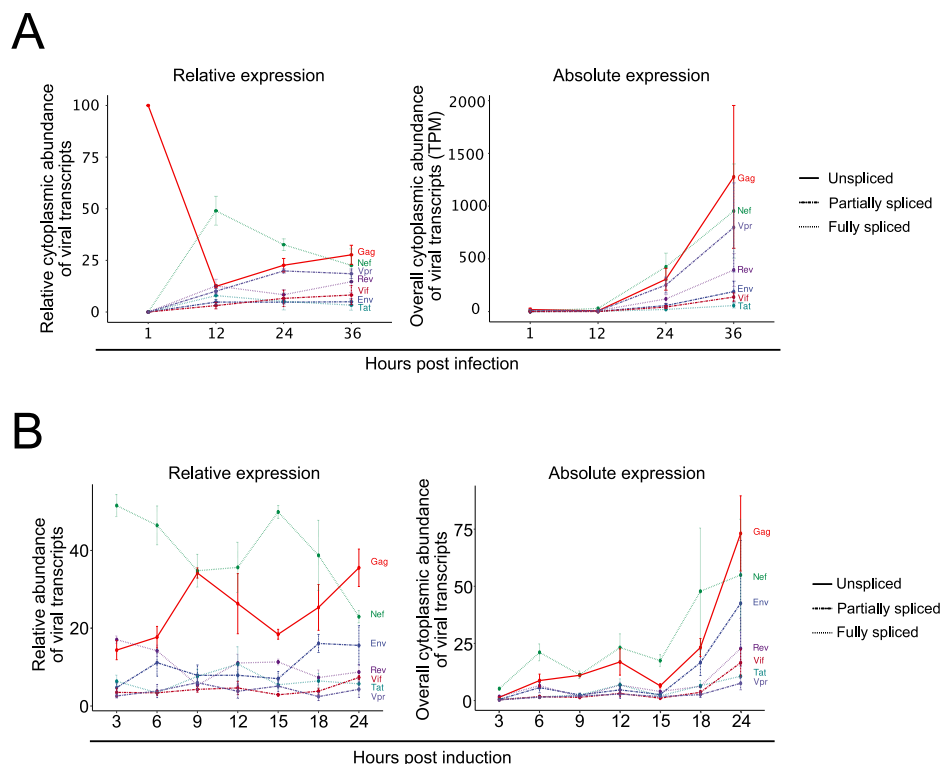 A
Relative expression
Absolute expression
Relative cytoplasmic abundance
of viral transcripts
100
75
50
25
0
Gag
Nef
Vpr
Rev
Vif
Env
Tat
1
12
24
36
Overall cytoplasmic abundance
of viral transcripts (TPM)
2000
1500
1000
500
0
Gag
Nef
Vpr
Rev
Env
Vif
Tat
1
12
24
36
Unspliced
Partially spliced
Fully spliced
Hours post infection
B
Relative expression
Absolute expression
Relative abundance
of viral transcripts
40
20
0
Gag
Nef
Env
Rev
Vif
Tat
Vpr
3
6
9
12
15
18
24
Overall cytoplasmic abundance
of viral transcripts
75
50
25
0
Gag
Nef
Env
Rev
Vif
Tat
Vpr
3
6
9
12
15
18
24
Unspliced
Partially spliced
Fully spliced
Hours post induction